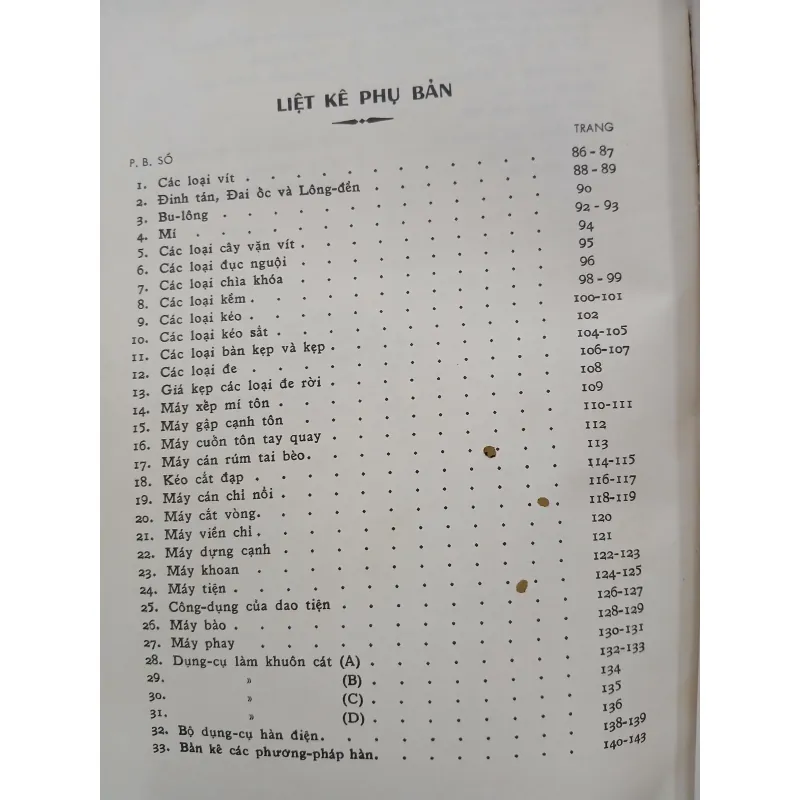 LIỆT KÊ PHỤ BẢN
P. B. SỐ TRANG
1. Các loại vít . . . . . . . . . . . 86 - 87
2. Đinh tán, Đai ốc và Lông-đền . . . . . . . 88 - 89
3. Bu-lông . . . . . . . . . . . . 90
4. Mí . . . . . . . . . . . . . 92 - 93
5. Các loại cây vặn vít . . . . . . . . . 94
6. Các loại đục nguội . . . . . . . . . 95
7. Các loại chìa khóa . . . . . . . . . 96
8. Các loại kềm . . . . . . . . . . . 98 - 99
9. Các loại kéo . . . . . . . . . . . 100-101
10. Các loại kéo sắt . . . . . . . . . . 102
11. Các loại bàn kẹp và kẹp . . . . . . . . 104-105
12. Các loại đe . . . . . . . . . . . 106-107
13. Giá kẹp các loại đe rời . . . . . . . . 108
14. Máy xếp mí tôn . . . . . . . . . . 109
15. Máy gập cạnh tôn . . . . . . . . . 110-111
16. Máy cuồn tôn tay quay . . . . . . . . 112
17. Máy cán rúm tai bèo . . . . . . . . . 113
18. Kéo cắt đạp . . . . . . . . . . . 114-115
19. Máy cán chỉ nổi . . . . . . . . . . 116-117
20. Máy cắt vòng . . . . . . . . . . . 118-119
21. Máy viền chỉ . . . . . . . . . . . 120
22. Máy dựng cạnh . . . . . . . . . . 121
23. Máy khoan . . . . . . . . . . . 122-123
24. Máy tiện . . . . . . . . . . . . 124-125
25. Công-dụng của dao tiện . . . . . . . . 126-127
26. Máy bào . . . . . . . . . . . . 128-129
27. Máy phay . . . . . . . . . . . . 130-131
28. Dụng-cụ làm khuôn cát (A) . . . . . . . 132-133
29. » (B) . . . . . . . 134
30. » (C) . . . . . . . 135
31. » (D) . . . . . . . 136
32. Bộ dụng-cụ hàn điện . . . . . . . . . 138-139
33. Bản kê các phương-pháp hàn . . . . . . . 140-143